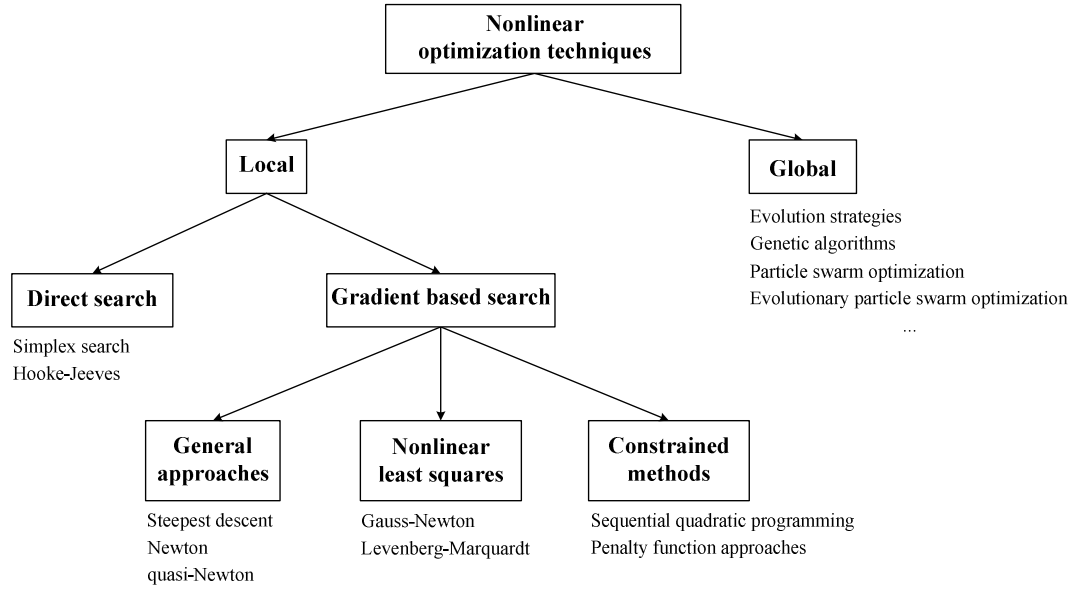 Nonlinear
optimization techniques
Local
Global
Evolution strategies
Genetic algorithms
Particle swarm optimization
Evolutionary particle swarm optimization
...
Direct search
Simplex search
Hooke-Jeeves
Gradient based search
General
approaches
Steepest descent
Newton
quasi-Newton
Nonlinear
least squares
Gauss-Newton
Levenberg-Marquardt
Constrained
methods
Sequential quadratic programming
Penalty function approaches